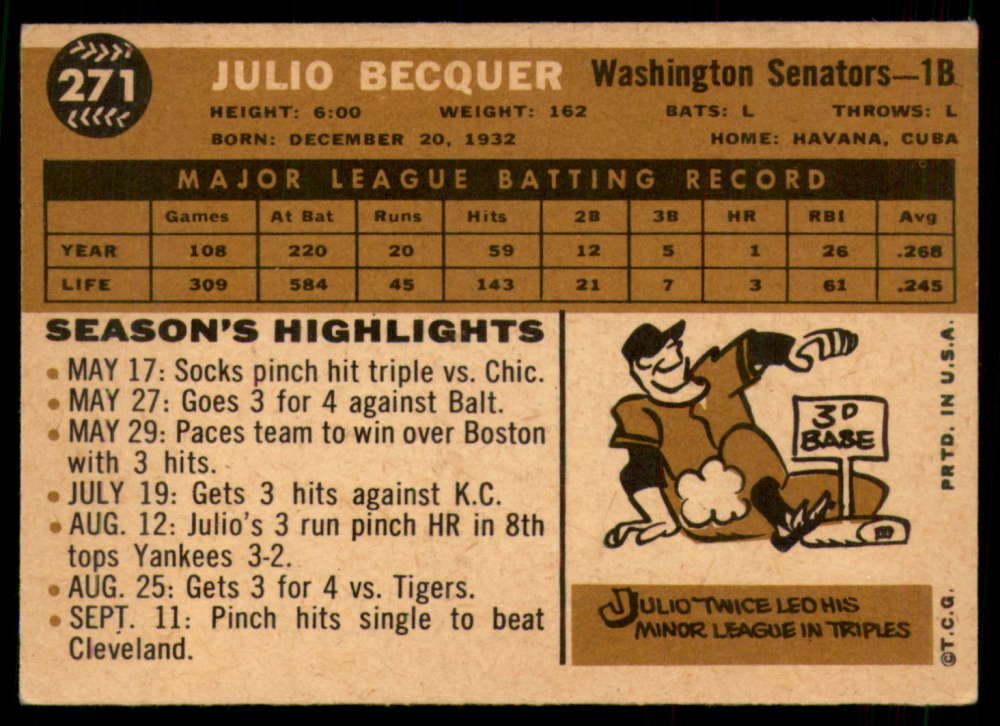 271
JULIO BECQUER Washington Senators—1B
HEIGHT: 6:00 WEIGHT: 162 BATS: L THROWS: L
BORN: DECEMBER 20, 1932 HOME: HAVANA, CUBA
MAJOR LEAGUE BATTING RECORD
Games At Bat Runs Hits 2B 3B HR RBI Avg
YEAR 108 220 20 59 12 5 1 26 .268
LIFE 309 584 45 143 21 7 3 61 .245
SEASON'S HIGHLIGHTS
• MAY 17: Socks pinch hit triple vs. Chic.
• MAY 27: Goes 3 for 4 against Balt.
• MAY 29: Paces team to win over Boston
with 3 hits.
• JULY 19: Gets 3 hits against K.C.
• AUG. 12: Julio's 3 run pinch HR in 8th
tops Yankees 3-2.
• AUG. 25: Gets 3 for 4 vs. Tigers.
• SEPT. 11: Pinch hits single to beat
Cleveland.
3D
BASE
JULIO TWICE LED HIS
MINOR LEAGUE IN TRIPLES
PRTD. IN U.S.A.
©T.C.G.